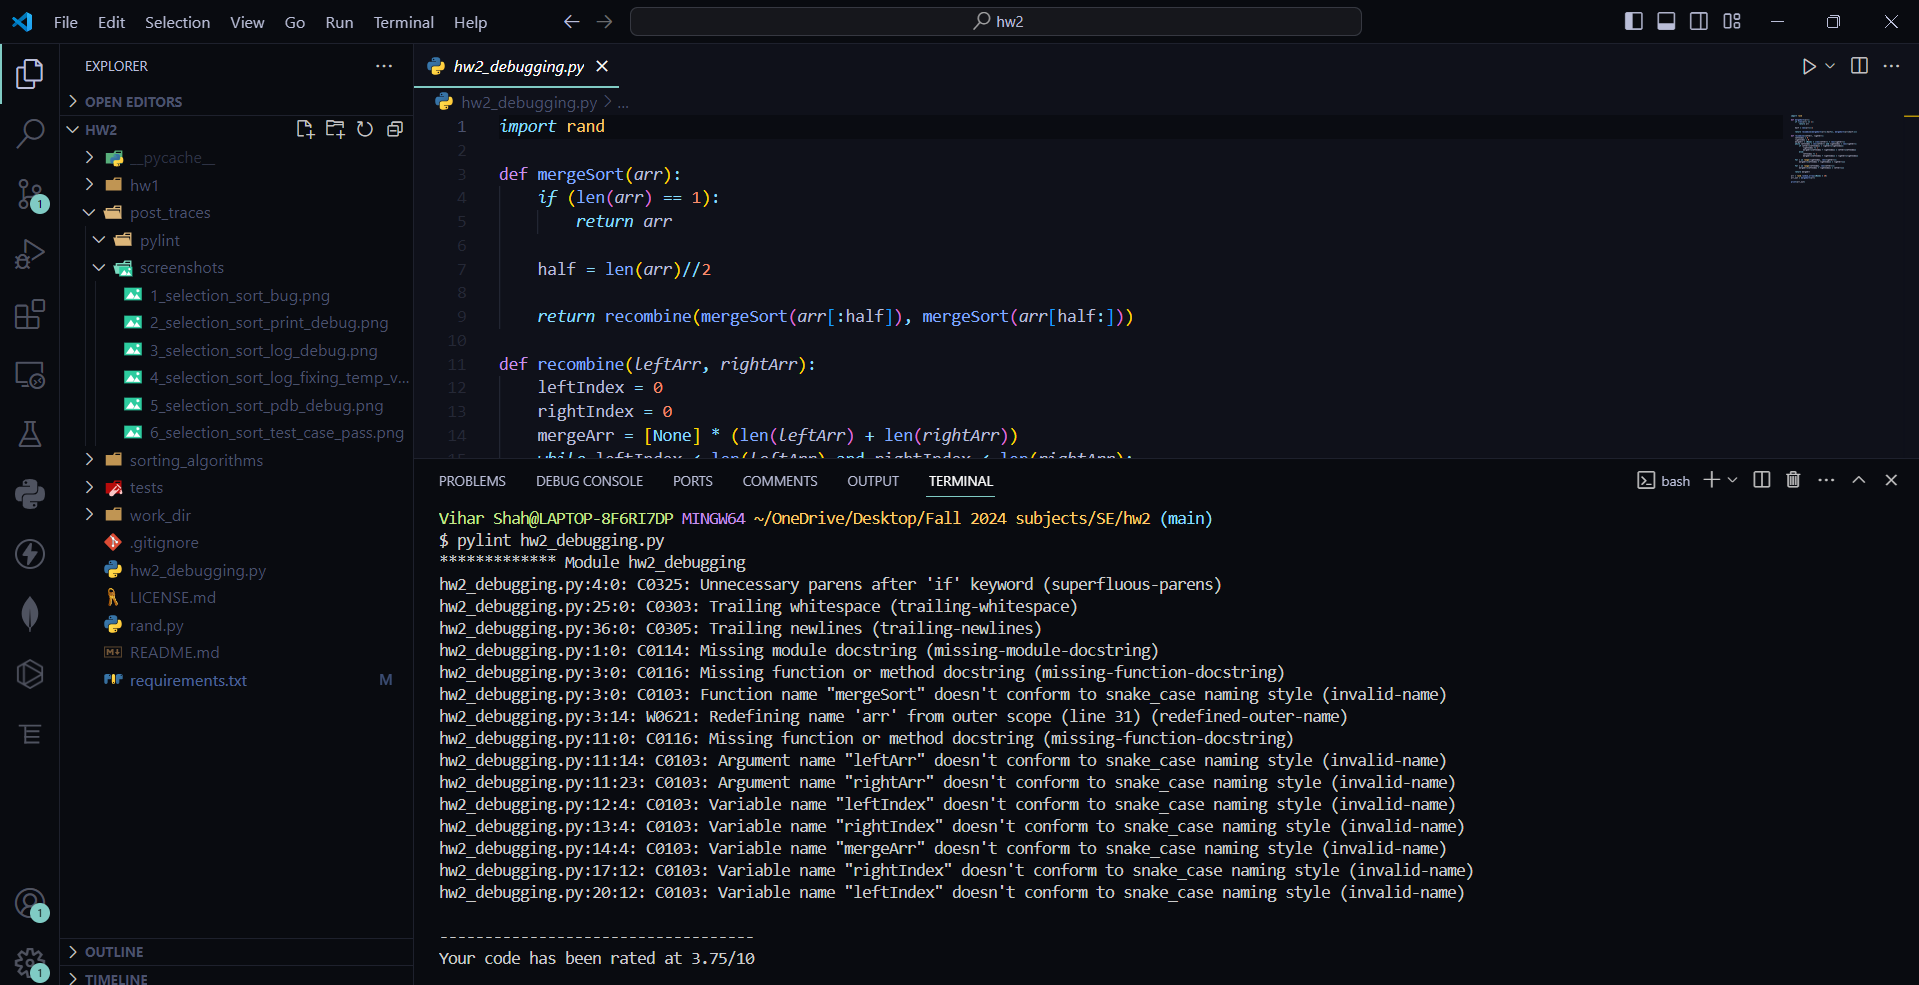 File Edit Selection View Go Run Terminal Help
hw2
EXPLORER
OPEN EDITORS
HW2
__pycache__
hw1
post_traces
pylint
screenshots
1_selection_sort_bug.png
2_selection_sort_print_debug.png
3_selection_sort_log_debug.png
4_selection_sort_log_fixing_temp_v...
5_selection_sort_pdb_debug.png
6_selection_sort_test_case_pass.png
sorting_algorithms
tests
work_dir
.gitignore
hw2_debugging.py
LICENSE.md
rand.py
README.md
requirements.txt M
OUTLINE
TIMELINE
1
1
1
hw2_debugging.py
hw2_debugging.py > ...
1 import rand
2
3 def mergeSort(arr):
4 if (len(arr) == 1):
5 return arr
6
7 half = len(arr)//2
8
9 return recombine(mergeSort(arr[:half]), mergeSort(arr[half:]))
10
11 def recombine(leftArr, rightArr):
12 leftIndex = 0
13 rightIndex = 0
14 mergeArr = [None] * (len(leftArr) + len(rightArr))
15 while leftIndex < len(leftArr) and rightIndex < len(rightArr):
PROBLEMS DEBUG CONSOLE PORTS COMMENTS OUTPUT TERMINAL
bash
Vihar Shah@LAPTOP-8F6RI7DP MINGW64 ~/OneDrive/Desktop/Fall 2024 subjects/SE/hw2 (main)
$ pylint hw2_debugging.py
************* Module hw2_debugging
hw2_debugging.py:4:0: C0325: Unnecessary parens after 'if' keyword (superfluous-parens)
hw2_debugging.py:25:0: C0303: Trailing whitespace (trailing-whitespace)
hw2_debugging.py:36:0: C0305: Trailing newlines (trailing-newlines)
hw2_debugging.py:1:0: C0114: Missing module docstring (missing-module-docstring)
hw2_debugging.py:3:0: C0116: Missing function or method docstring (missing-function-docstring)
hw2_debugging.py:3:0: C0103: Function name "mergeSort" doesn't conform to snake_case naming style (invalid-name)
hw2_debugging.py:3:14: W0621: Redefining name 'arr' from outer scope (line 31) (redefined-outer-name)
hw2_debugging.py:11:0: C0116: Missing function or method docstring (missing-function-docstring)
hw2_debugging.py:11:14: C0103: Argument name "leftArr" doesn't conform to snake_case naming style (invalid-name)
hw2_debugging.py:11:23: C0103: Argument name "rightArr" doesn't conform to snake_case naming style (invalid-name)
hw2_debugging.py:12:4: C0103: Variable name "leftIndex" doesn't conform to snake_case naming style (invalid-name)
hw2_debugging.py:13:4: C0103: Variable name "rightIndex" doesn't conform to snake_case naming style (invalid-name)
hw2_debugging.py:14:4: C0103: Variable name "mergeArr" doesn't conform to snake_case naming style (invalid-name)
hw2_debugging.py:17:12: C0103: Variable name "rightIndex" doesn't conform to snake_case naming style (invalid-name)
hw2_debugging.py:20:12: C0103: Variable name "leftIndex" doesn't conform to snake_case naming style (invalid-name)
-----------------------------------
Your code has been rated at 3.75/10